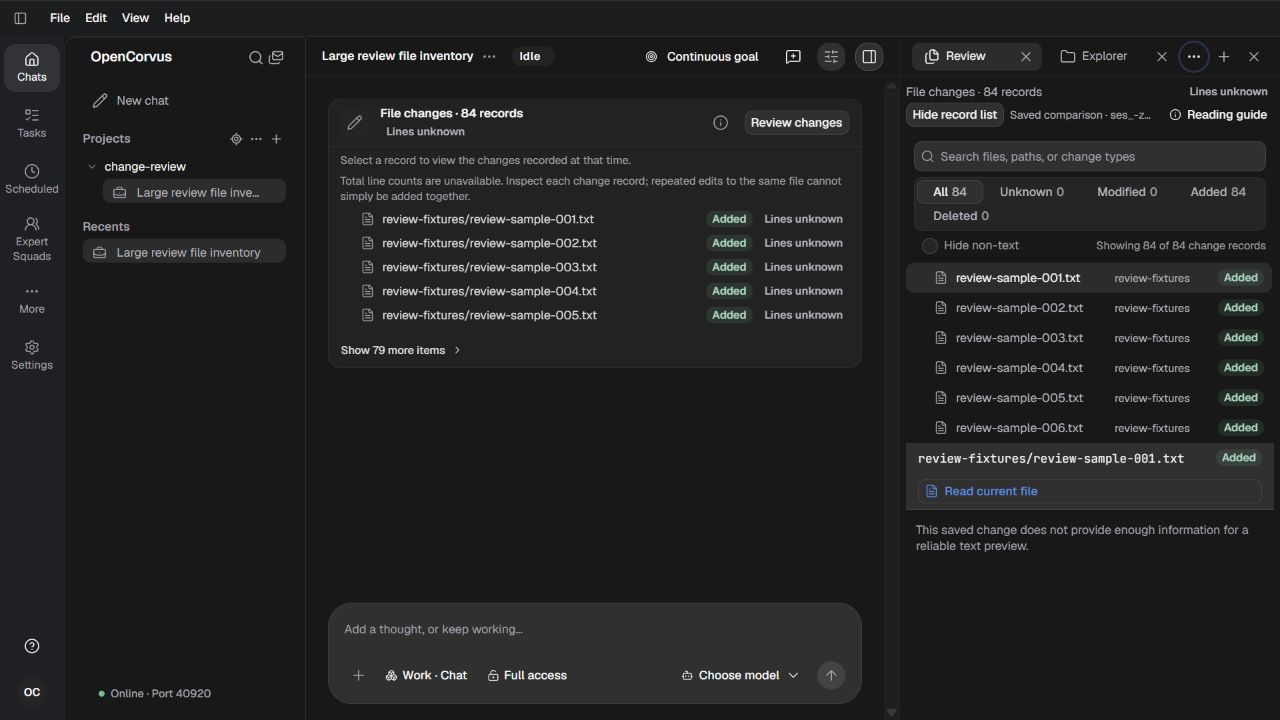 File Edit View Help
Chats
Tasks
Scheduled
Expert
Squads
More
Settings
OC
OpenCorvus
New chat
Projects
change-review
Large review file inve...
Recents
Large review file inventory
Online · Port 40920
Large review file inventory ··· Idle
Continuous goal
File changes · 84 records
Lines unknown
Review changes
Select a record to view the changes recorded at that time.
Total line counts are unavailable. Inspect each change record; repeated edits to the same file cannot
simply be added together.
review-fixtures/review-sample-001.txt Added Lines unknown
review-fixtures/review-sample-002.txt Added Lines unknown
review-fixtures/review-sample-003.txt Added Lines unknown
review-fixtures/review-sample-004.txt Added Lines unknown
review-fixtures/review-sample-005.txt Added Lines unknown
Show 79 more items
Add a thought, or keep working...
Work · Chat Full access Choose model
Review Explorer
File changes · 84 records Lines unknown
Hide record list Saved comparison · ses_-z... Reading guide
Search files, paths, or change types
All 84 Unknown 0 Modified 0 Added 84
Deleted 0
Hide non-text Showing 84 of 84 change records
review-sample-001.txt review-fixtures Added
review-sample-002.txt review-fixtures Added
review-sample-003.txt review-fixtures Added
review-sample-004.txt review-fixtures Added
review-sample-005.txt review-fixtures Added
review-sample-006.txt review-fixtures Added
review-fixtures/review-sample-001.txt Added
Read current file
This saved change does not provide enough information for a
reliable text preview.